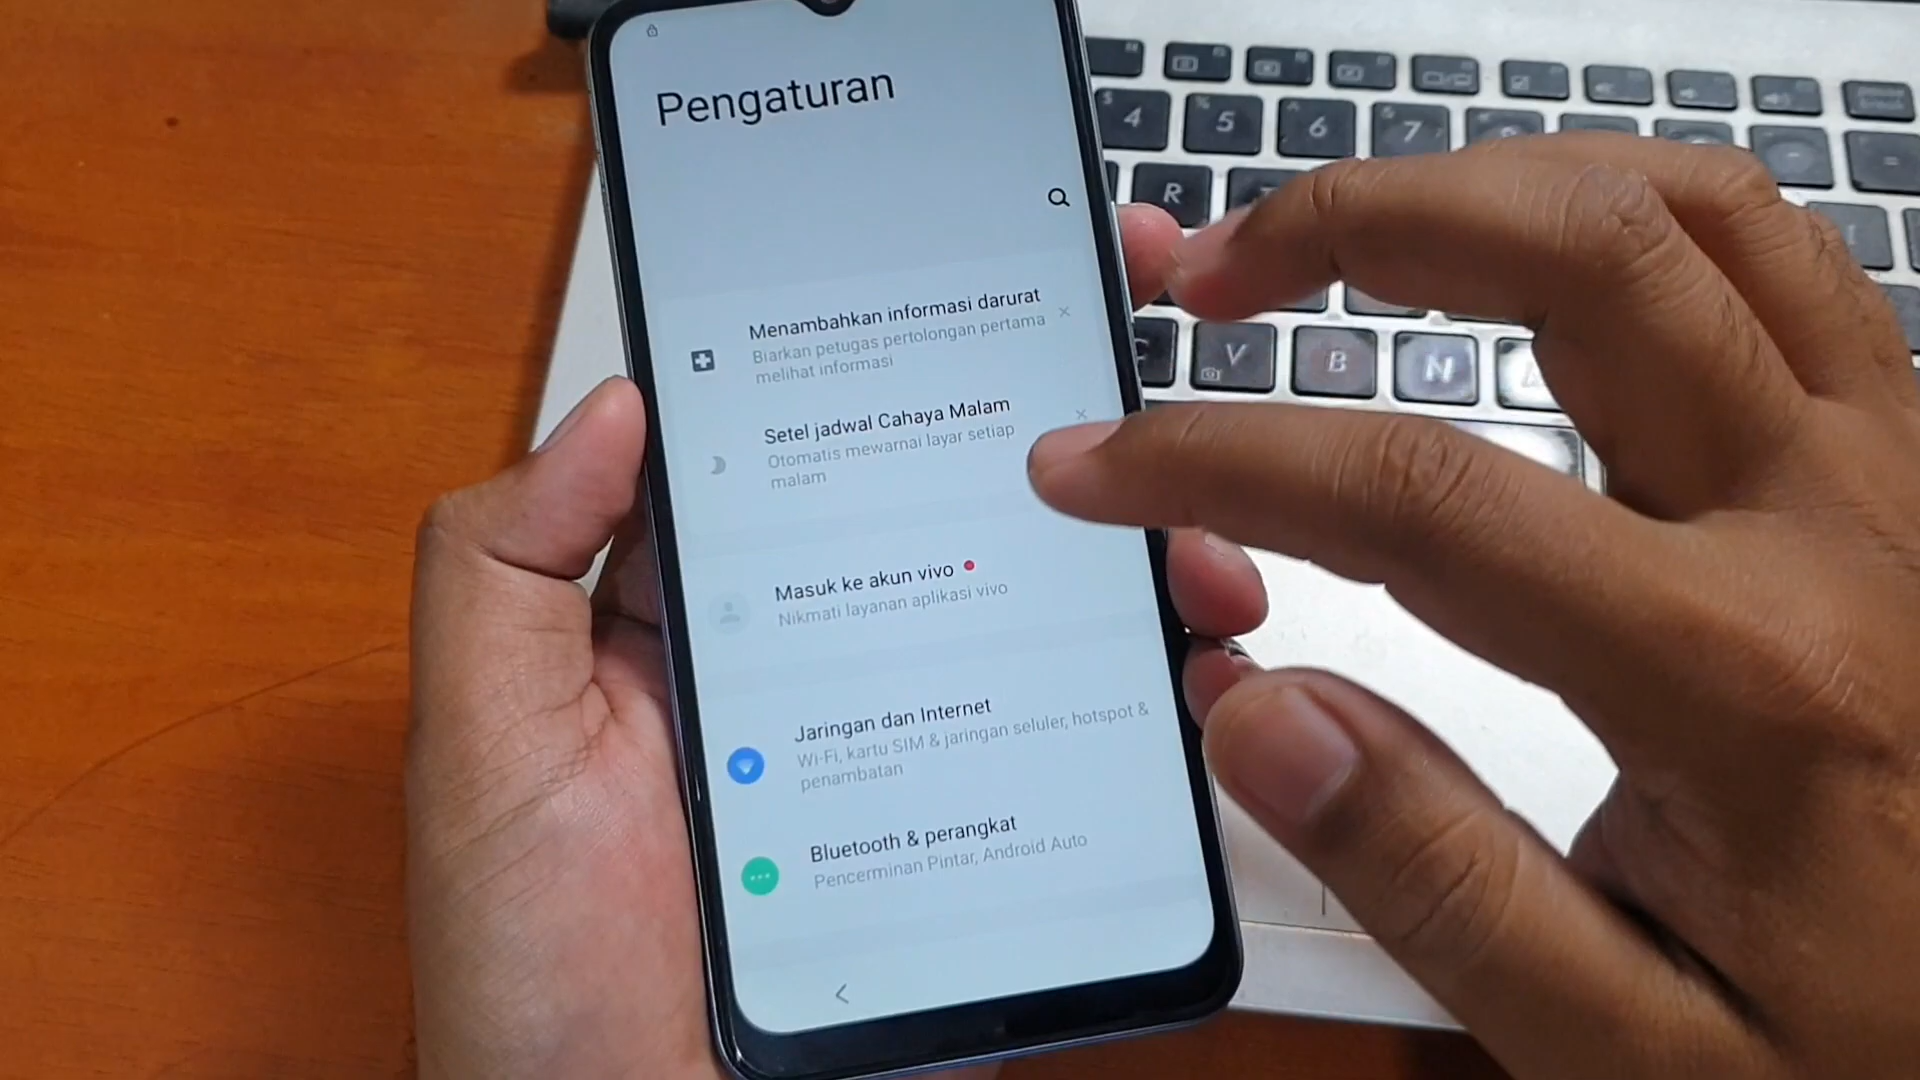 Pengaturan
Menambahkan informasi darurat
Biarkan petugas pertolongan pertama
melihat informasi
Setel jadwal Cahaya Malam
Otomatis mewarnai layar setiap
malam
Masuk ke akun vivo
Nikmati layanan aplikasi vivo
Jaringan dan Internet
Wi-Fi, kartu SIM & jaringan seluler, hotspot &
penambatan
Bluetooth & perangkat
Pencerminan Pintar, Android Auto
$ 4 % 5 ^ 6 & 7
- =
R
V B N